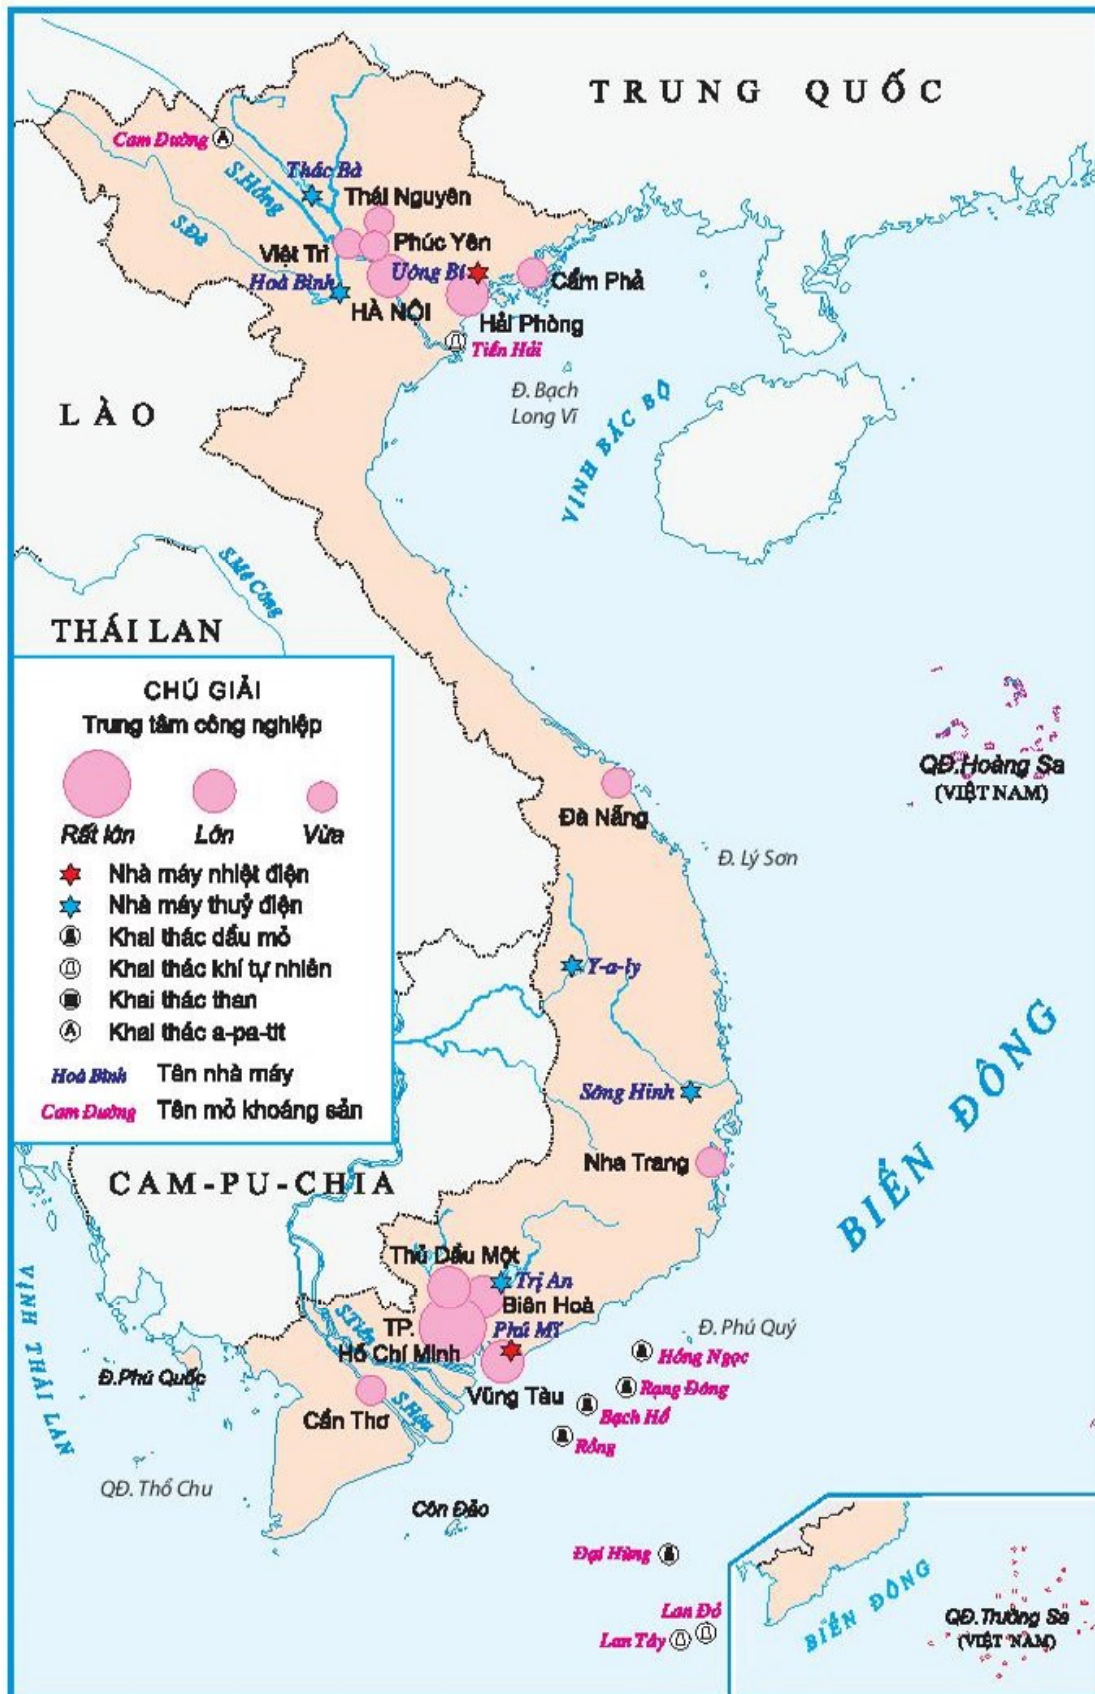 TRUNG QUỐC
Cam Đường
A
Thác Bà
S.Hồng
Thái Nguyên
S.Đà
Việt Trì
Phúc Yên
Hoà Bình
Uông Bí
Cẩm Phả
HÀ NỘI
Hải Phòng
Tiền Hải
Đ. Bạch
Long Vĩ
VỊNH BẮC BỘ
LÀO
S.Mê Công
THÁI LAN
CHÚ GIẢI
Trung tâm công nghiệp
Rất lớn
Lớn
Vừa
Nhà máy nhiệt điện
Nhà máy thuỷ điện
Khai thác dầu mỏ
Khai thác khí tự nhiên
Khai thác than
A
Khai thác a-pa-tit
Hoà Bình
Tên nhà máy
Cam Đường
Tên mỏ khoáng sản
QĐ.Hoàng Sa
(VIỆT NAM)
Đà Nẵng
Đ. Lý Sơn
Y-a-ly
Sông Hinh
BIỂN ĐÔNG
Nha Trang
CAM-PU-CHIA
Thủ Dầu Một
Trị An
Biên Hoà
TP.
Hồ Chí Minh
S.Tiền
Phú Mỹ
Vũng Tàu
VỊNH THÁI LAN
Đ.Phú Quốc
Cần Thơ
S.Hậu
Đ. Phú Quý
Hồng Ngọc
Rạng Đông
Bạch Hổ
Rồng
QĐ. Thổ Chu
Côn Đảo
Đại Hùng
Lan Đỏ
Lan Tây
BIỂN ĐÔNG
QĐ.Trường Sa
(VIỆT NAM)